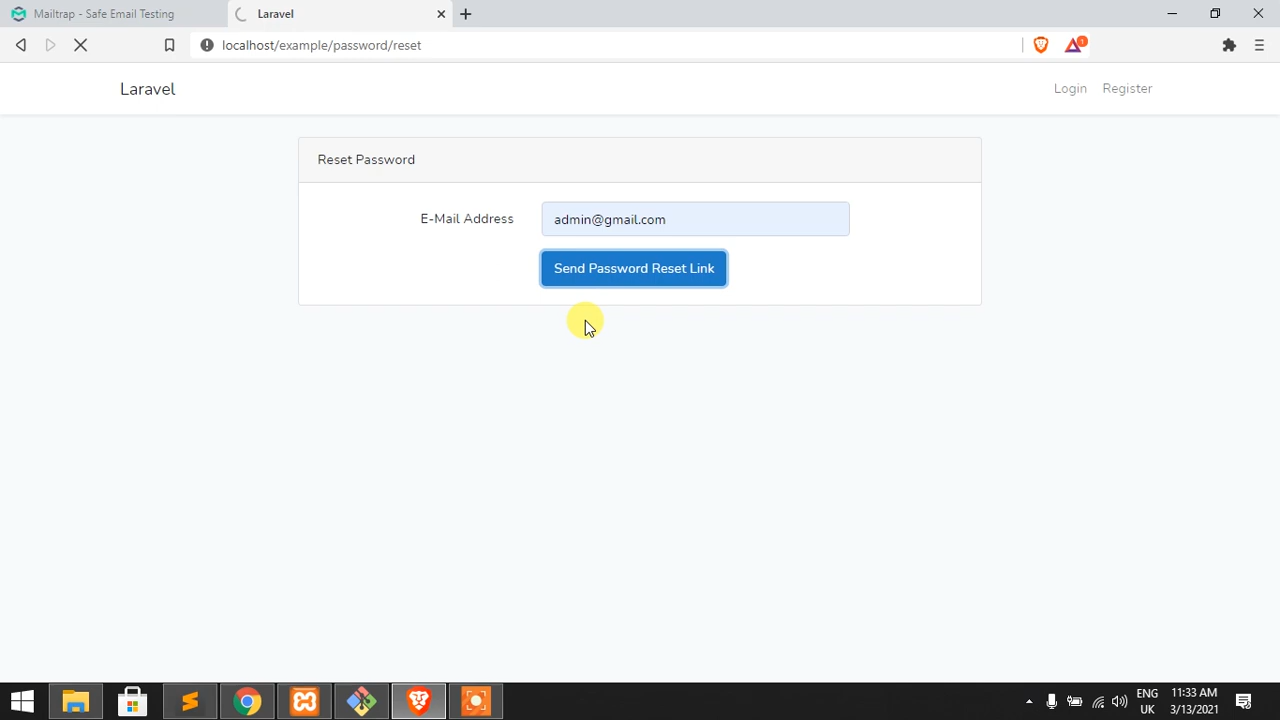 Mailtrap - Safe Email Testing
Laravel
localhost/example/password/reset
1
Laravel
Login
Register
Reset Password
E-Mail Address
admin@gmail.com
Send Password Reset Link
ENG
11:33 AM
UK
3/13/2021